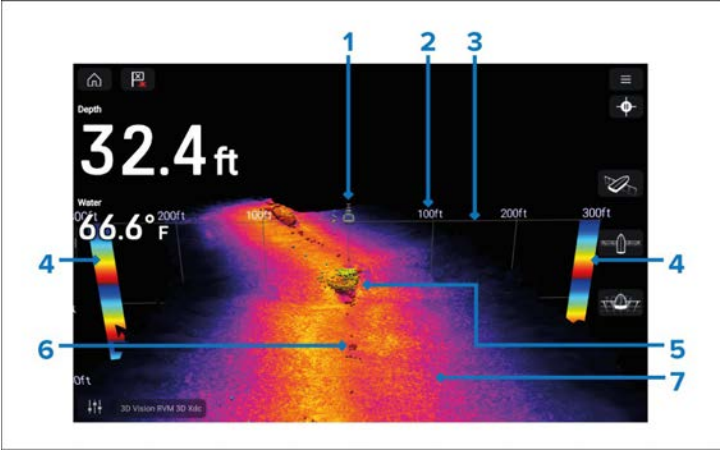 1 2 3
Depth
32.4 ft
Water
66.6° F
200ft 100ft 100ft 200ft 300ft
4 4
5
6
7
0ft
3D Vision RVM 3D Xdc